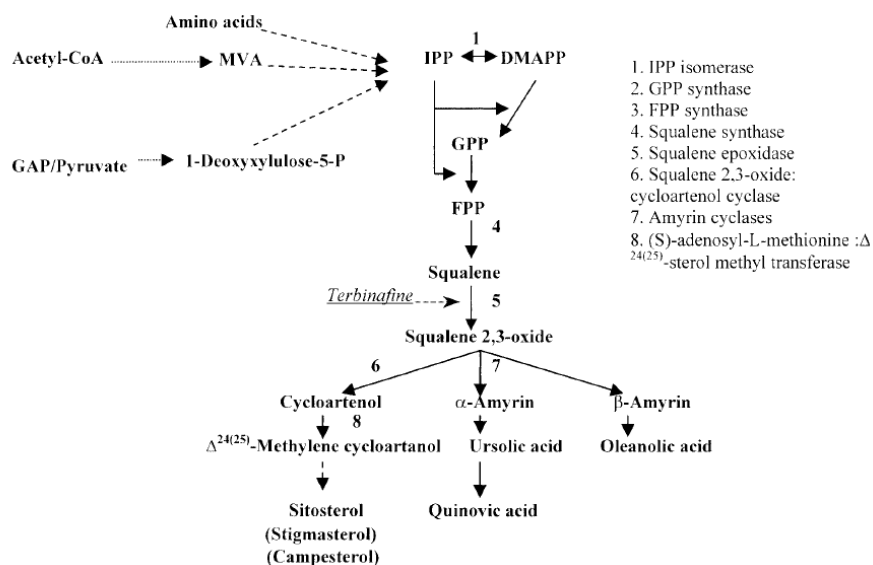 Amino acids
Acetyl-CoA
MVA
IPP
1
DMAPP
GPP
GAP/Pyruvate
1-Deoxyxylulose-5-P
FPP
4
Squalene
Terbinafine
5
Squalene 2,3-oxide
6
7
Cycloartenol
α-Amyrin
β-Amyrin
8
Δ24(25)-Methylene cycloartanol
Ursolic acid
Oleanolic acid
Sitosterol
(Stigmasterol)
(Campesterol)
Quinovic acid
1. IPP isomerase
2. GPP synthase
3. FPP synthase
4. Squalene synthase
5. Squalene epoxidase
6. Squalene 2,3-oxide:
cycloartenol cyclase
7. Amyrin cyclases
8. (S)-adenosyl-L-methionine :Δ
24(25)-sterol methyl transferase